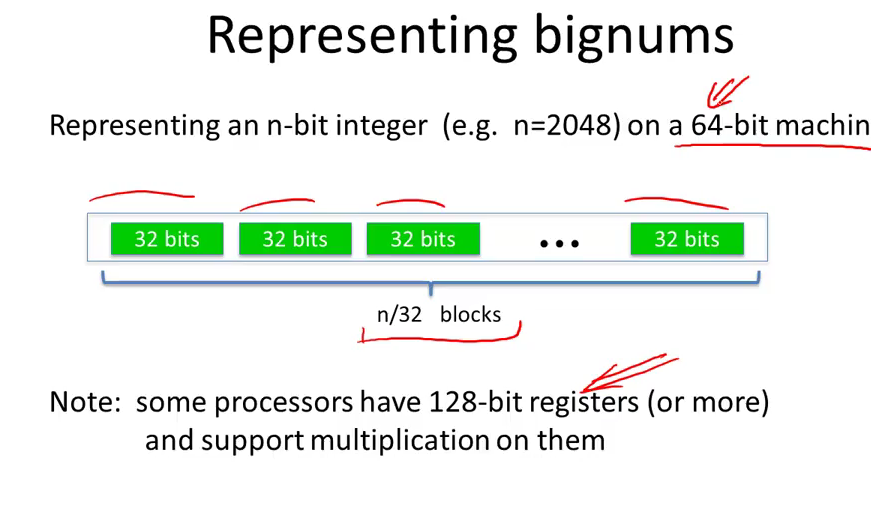 Representing bignums
Representing an n-bit integer (e.g. n=2048) on a 64-bit machin
32 bits 32 bits 32 bits ... 32 bits
n/32 blocks
Note: some processors have 128-bit registers (or more)
and support multiplication on them